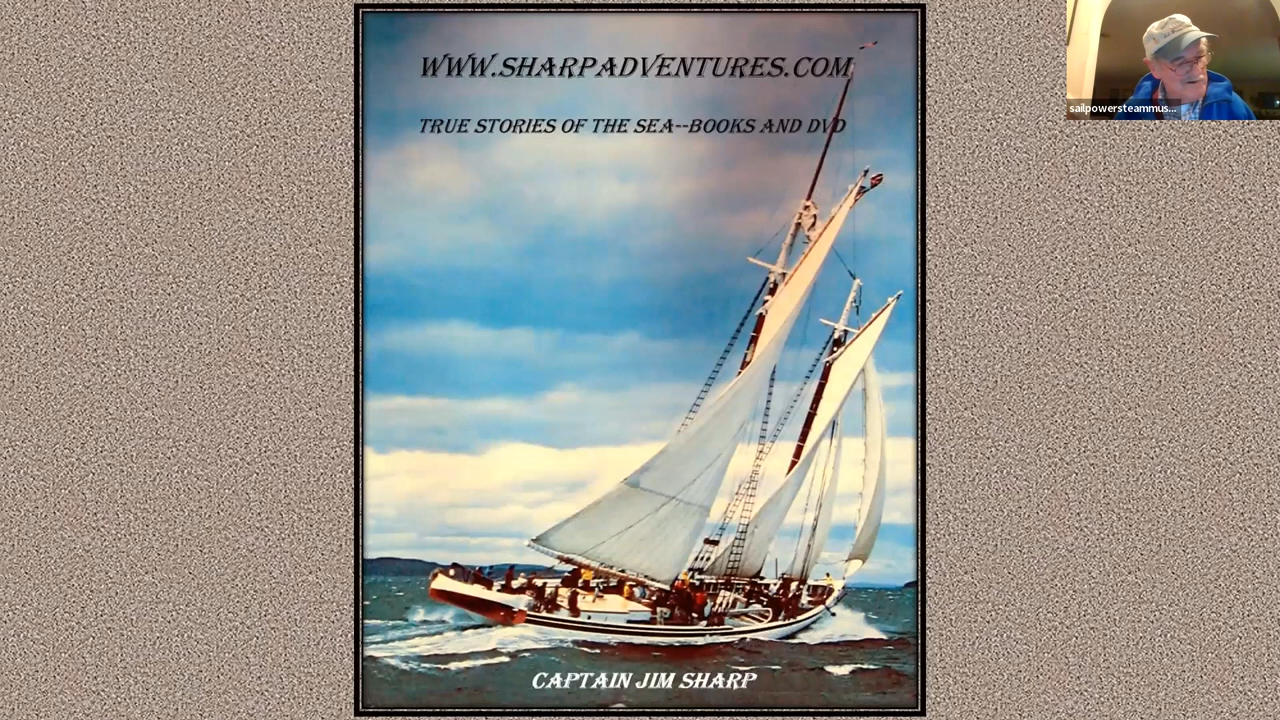 WWW.SHARPADVENTURES.COM
TRUE STORIES OF THE SEA--BOOKS AND DVD
CAPTAIN JIM SHARP
sailpowersteammus...